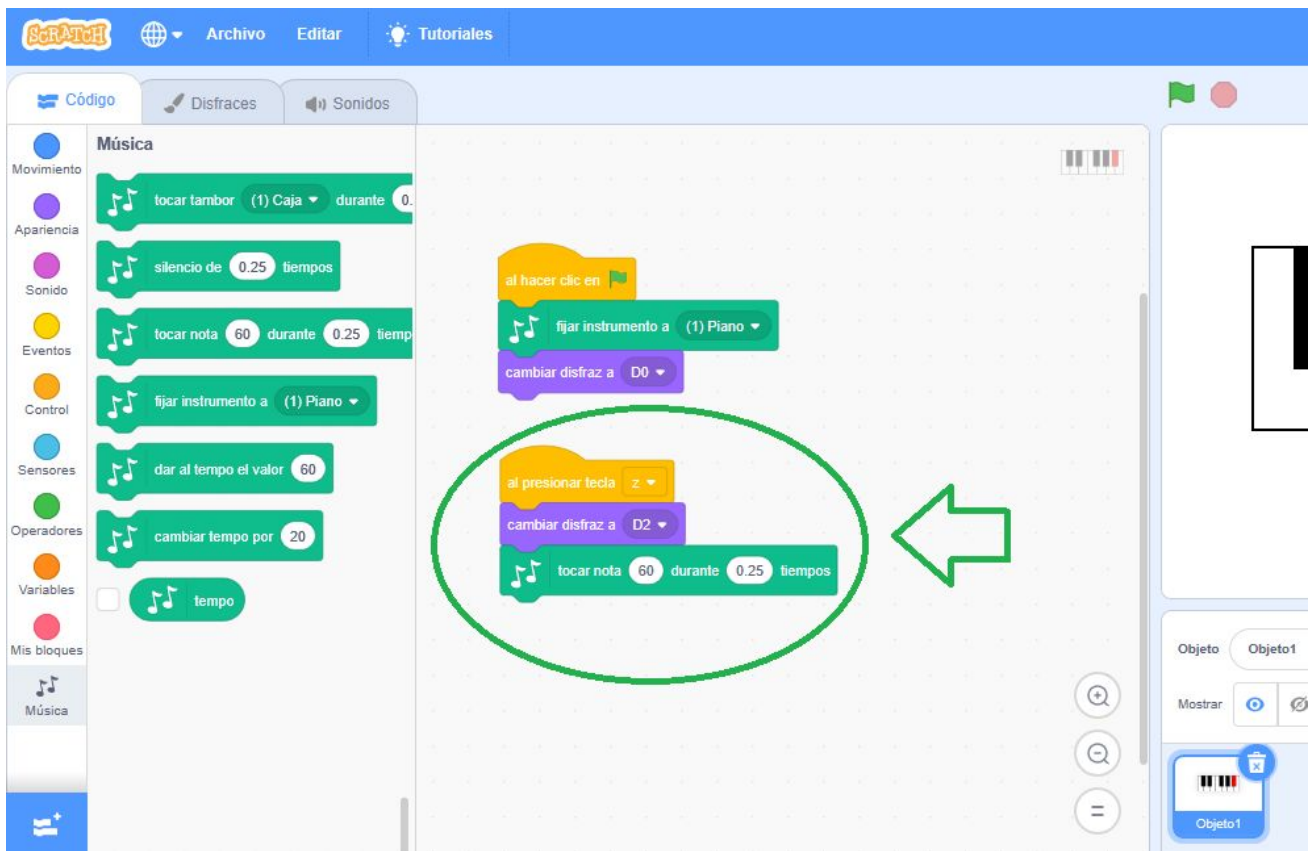 SCRATCH Archivo Editar Tutoriales
Código Disfraces Sonidos
Movimiento
Apariencia
Sonido
Eventos
Control
Sensores
Operadores
Variables
Mis bloques
Música
Música
tocar tambor (1) Caja durante 0.
silencio de 0.25 tiempos
tocar nota 60 durante 0.25 tiemp
fijar instrumento a (1) Piano
dar al tempo el valor 60
cambiar tempo por 20
tempo
al hacer clic en
fijar instrumento a (1) Piano
cambiar disfraz a D0
al presionar tecla z
cambiar disfraz a D2
tocar nota 60 durante 0.25 tiempos
Objeto Objeto1
Mostrar
Objeto1